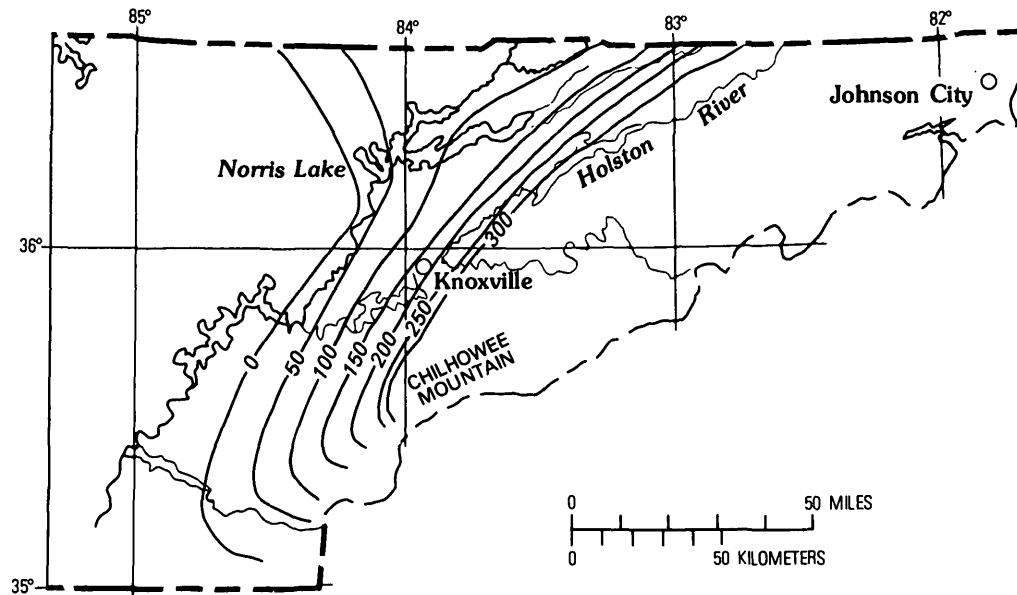 85°
84°
83°
82°
Johnson City
River
Norris Lake
Holston
36°
300
Knoxville
250
200
150
100
50
0
CHILHOWEE
MOUNTAIN
0 50 MILES
0 50 KILOMETERS
35°